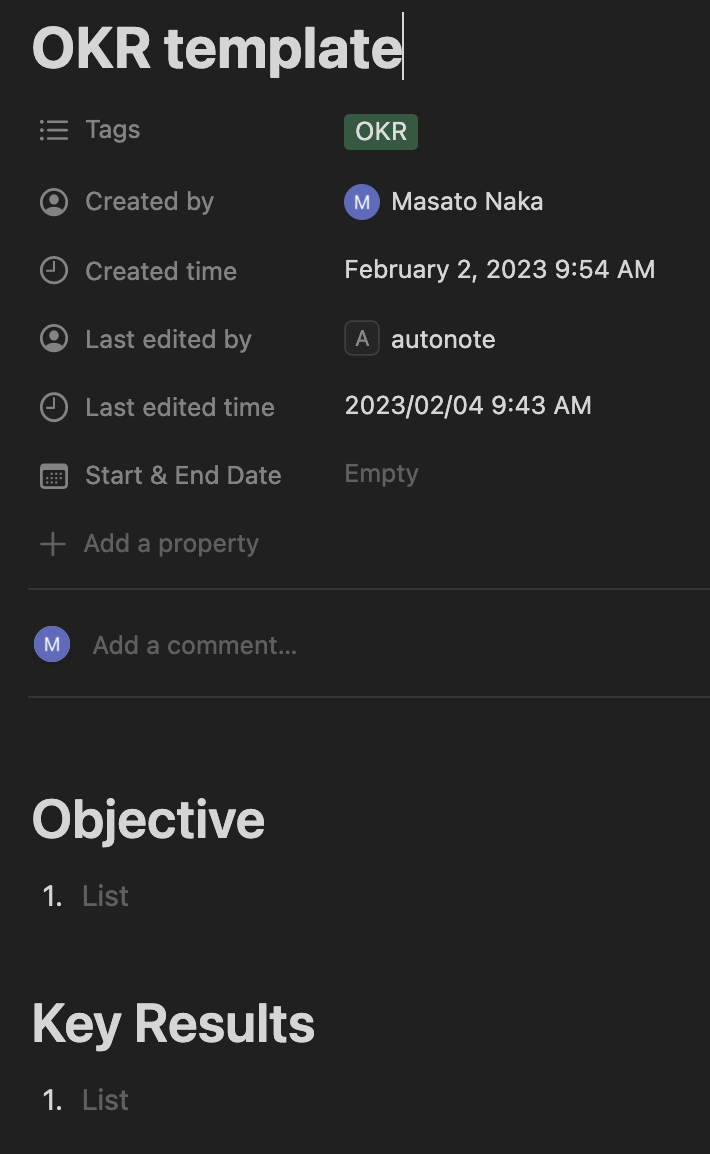 OKR template
Tags OKR
Created by M Masato Naka
Created time February 2, 2023 9:54 AM
Last edited by A autonote
Last edited time 2023/02/04 9:43 AM
Start & End Date Empty
Add a property
M Add a comment...
Objective
1. List
Key Results
1. List